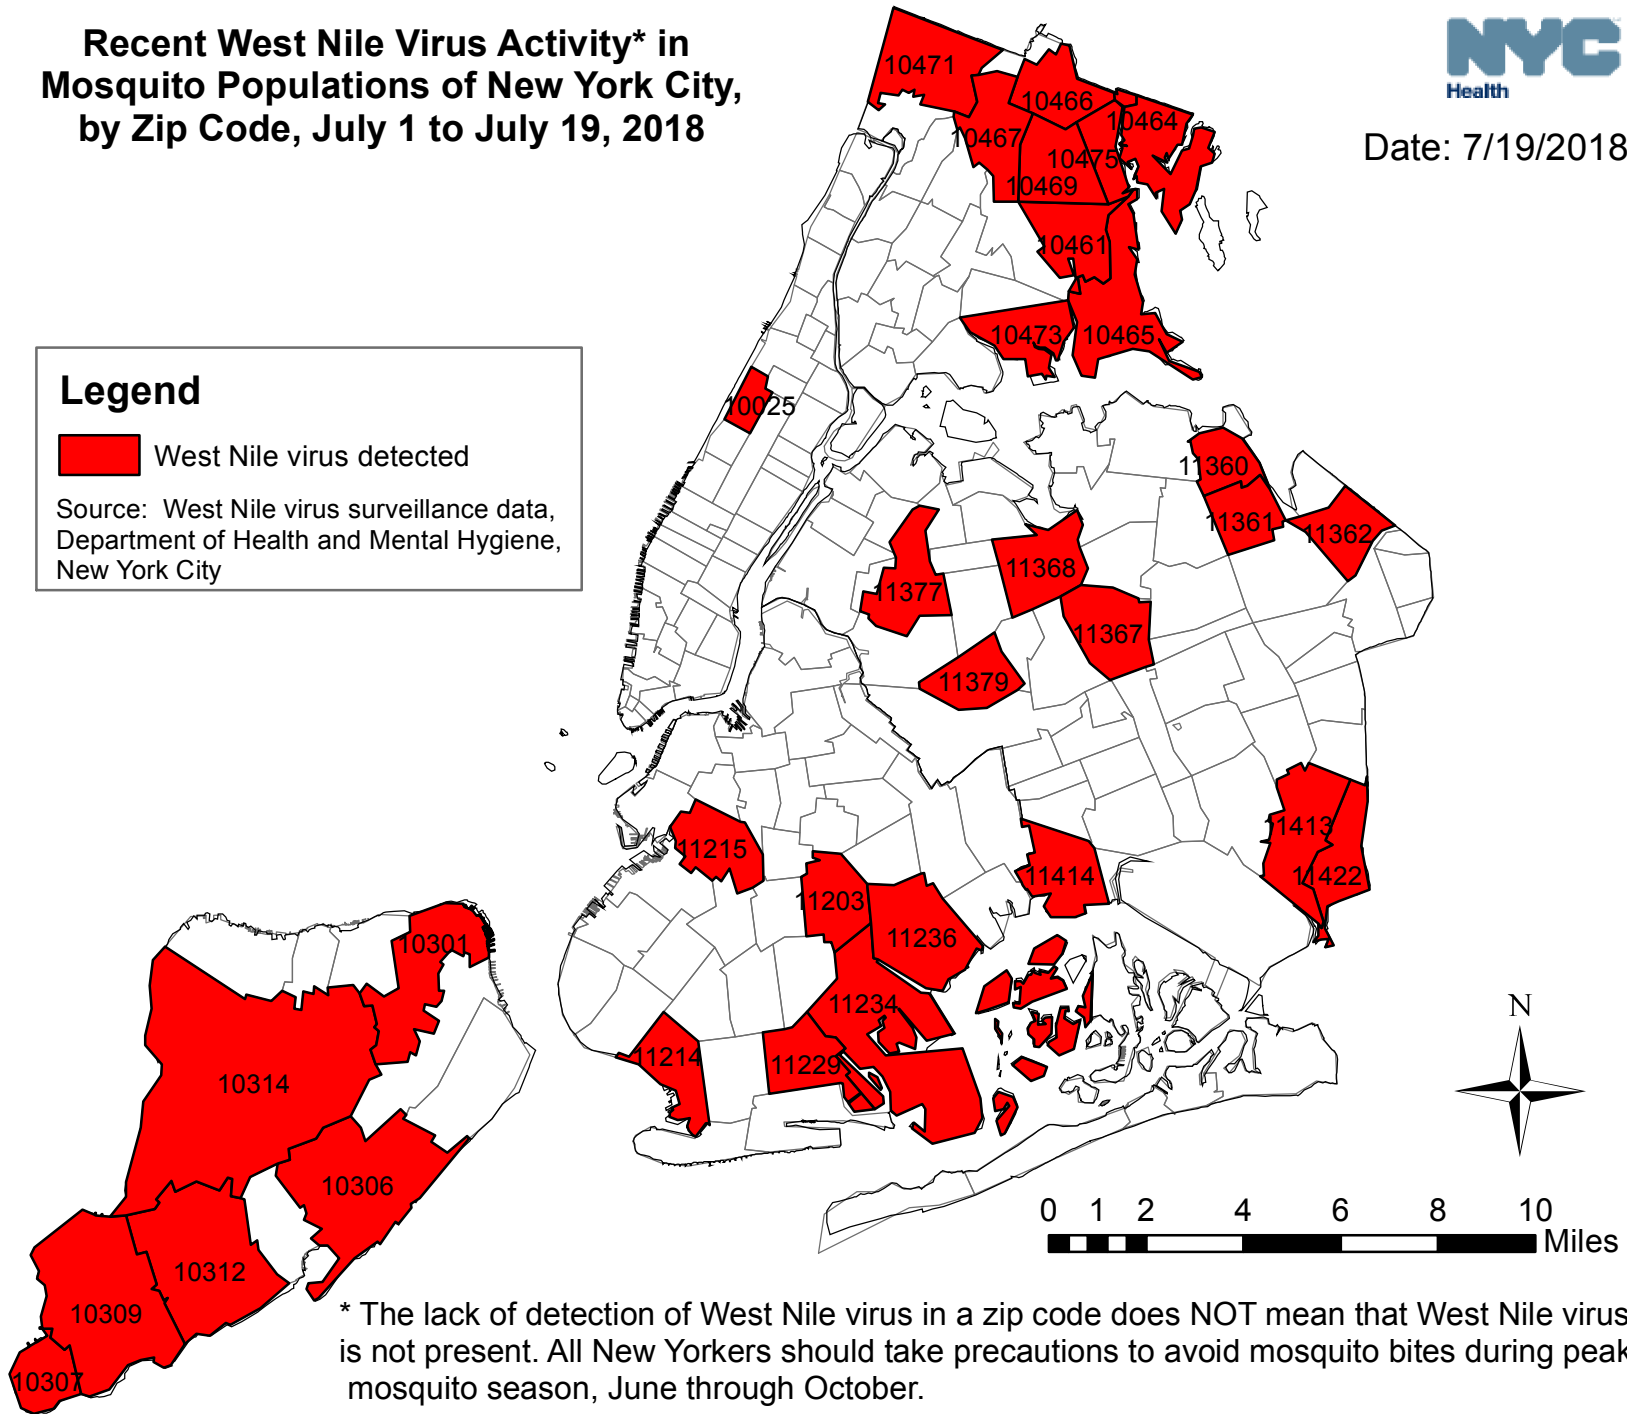 Recent West Nile Virus Activity* in
Mosquito Populations of New York City,
by Zip Code, July 1 to July 19, 2018
NYC
Health
Date: 7/19/2018
Legend
West Nile virus detected
Source:  West Nile virus surveillance data,
Department of Health and Mental Hygiene,
New York City
10471
10466
10464
10467
10475
10469
10461
10473
10465
10025
11360
11361
11362
11368
11377
11367
11379
11413
11422
11414
11215
11203
11236
11234
11229
11214
10301
10314
10306
10312
10309
10307
N
0 1 2 4 6 8 10
Miles
* The lack of detection of West Nile virus in a zip code does NOT mean that West Nile virus
is not present. All New Yorkers should take precautions to avoid mosquito bites during peak
mosquito season, June through October.